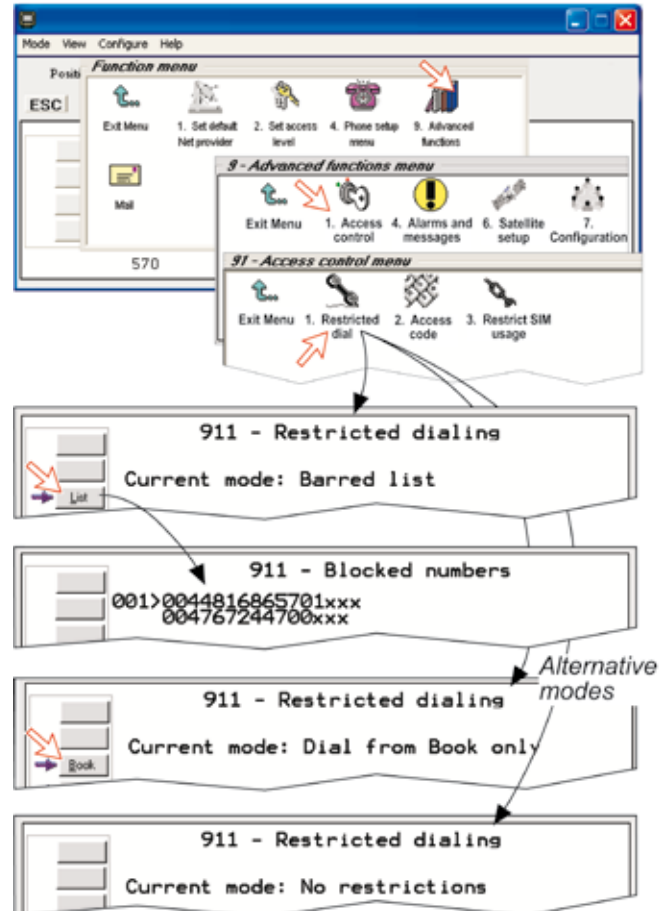 Mode View Configure Help
Positi
Function menu
ESC
Exit Menu
1. Set default Net provider
2. Set access level
4. Phone setup menu
9. Advanced functions
Mail
570
9 - Advanced functions menu
Exit Menu
1. Access control
4. Alarms and messages
6. Satellite setup
7. Configuration
91 - Access control menu
Exit Menu
1. Restricted dial
2. Access code
3. Restrict SIM usage
911 - Restricted dialing
Current mode: Barred list
List
911 - Blocked numbers
001>0044816865701xxx
004767244700xxx
Alternative modes
911 - Restricted dialing
Current mode: Dial from Book only
Book
911 - Restricted dialing
Current mode: No restrictions